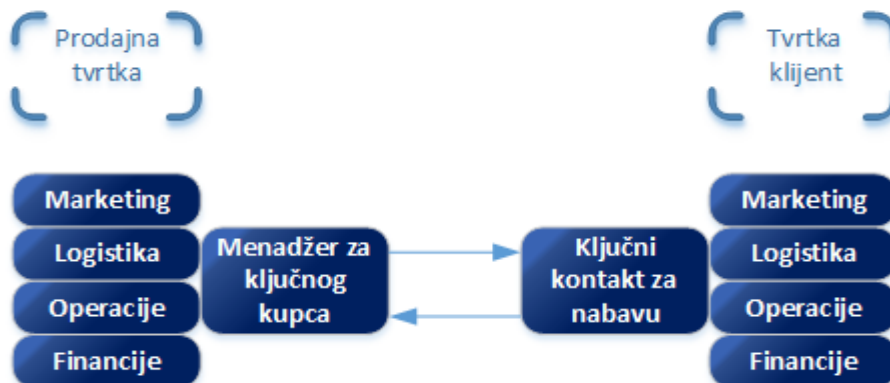 Prodajna
tvrtka
Tvrtka
klijent
Marketing
Logistika
Operacije
Financije
Menadžer za
ključnog
kupca
Ključni
kontakt za
nabavu
Marketing
Logistika
Operacije
Financije